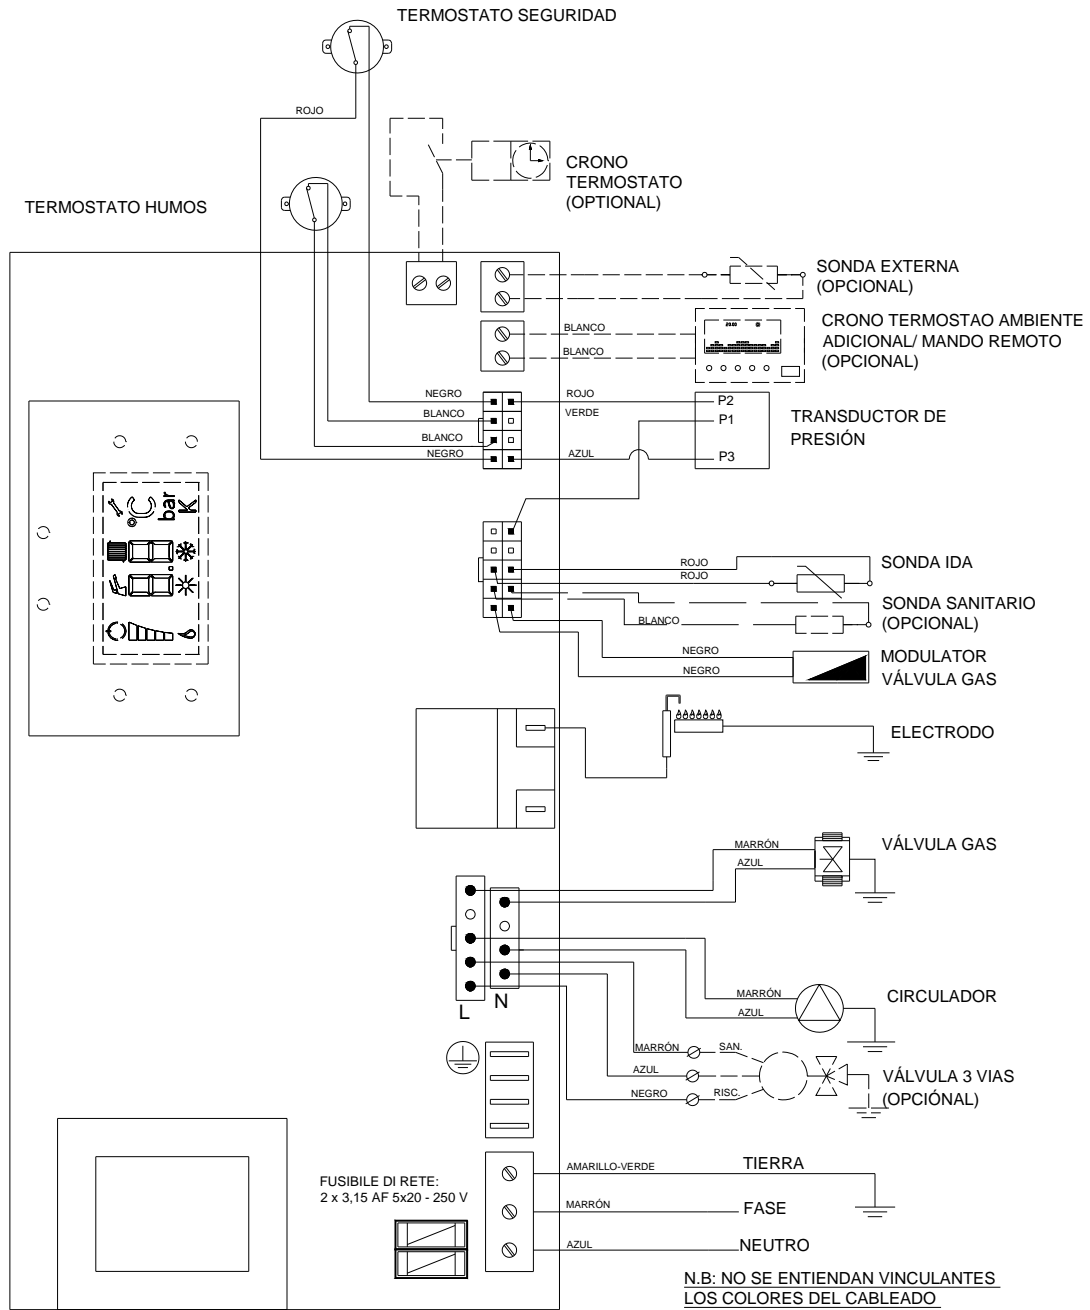 TERMOSTATO SEGURIDAD
ROJO
CRONO
TERMOSTATO
(OPTIONAL)
TERMOSTATO HUMOS
SONDA EXTERNA
(OPCIONAL)
BLANCO
BLANCO
CRONO TERMOSTAO AMBIENTE
ADICIONAL/ MANDO REMOTO
(OPCIONAL)
NEGRO
ROJO
P2
BLANCO
VERDE
P1
TRANSDUCTOR DE
PRESIÓN
BLANCO
NEGRO
AZUL
P3
°C
bar
K
ROJO
ROJO
SONDA IDA
SONDA SANITARIO
(OPCIONAL)
BLANCO
NEGRO
NEGRO
MODULATOR
VÁLVULA GAS
ELECTRODO
MARRÓN
AZUL
VÁLVULA GAS
L
N
MARRÓN
AZUL
CIRCULADOR
MARRÓN
SAN.
AZUL
NEGRO
RISC.
VÁLVULA 3 VIAS
(OPCIÓNAL)
FUSIBILE DI RETE:
2 x 3,15 AF 5x20 - 250 V
AMARILLO-VERDE
TIERRA
MARRÓN
FASE
AZUL
NEUTRO
N.B: NO SE ENTIENDAN VINCULANTES
LOS COLORES DEL CABLEADO